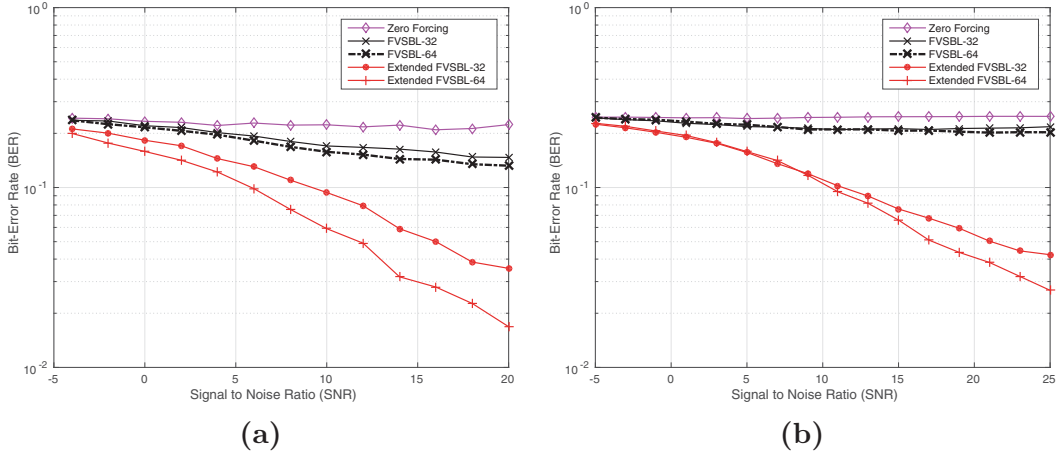 10^0
Zero Forcing
FVSBL-32
FVSBL-64
Extended FVSBL-32
Extended FVSBL-64
Bit-Error Rate (BER)
10^-1
10^-2
-5 0 5 10 15 20
Signal to Noise Ratio (SNR)
(a)
10^0
Zero Forcing
FVSBL-32
FVSBL-64
Extended FVSBL-32
Extended FVSBL-64
Bit-Error Rate (BER)
10^-1
10^-2
-5 0 5 10 15 20 25
Signal to Noise Ratio (SNR)
(b)